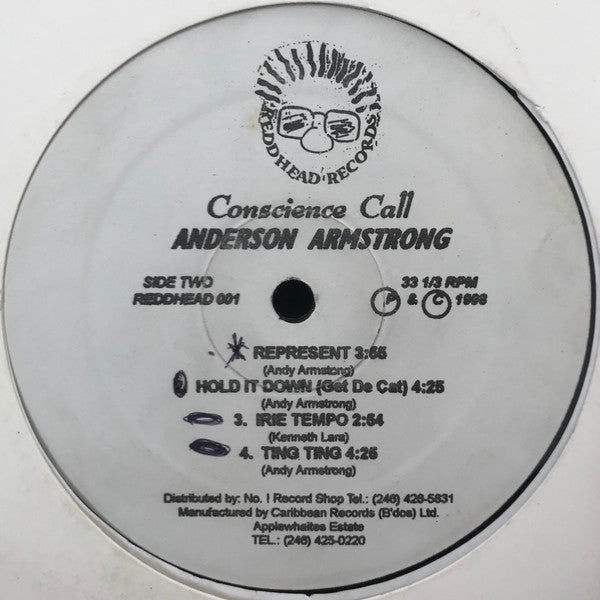 REDDHEAD RECORDS
Conscience Call
ANDERSON ARMSTRONG
SIDE TWO 33 1/3 RPM
REDDHEAD 001 P & C 1998
REPRESENT 3:55
(Andy Armstong)
2 HOLD IT DOWN (Get De Cat) 4:25
(Andy Armstrong)
3. IRIE TEMPO 2:54
(Kenneth Lara)
4. TING TING 4:25
(Andy Armstrong)
Distributed by: No. ! Record Shop Tel.: (246) 426-5831
Manufactured by Caribbean Records (B'dos) Ltd.
Applewhaites Estate
TEL.: (246) 425-0220